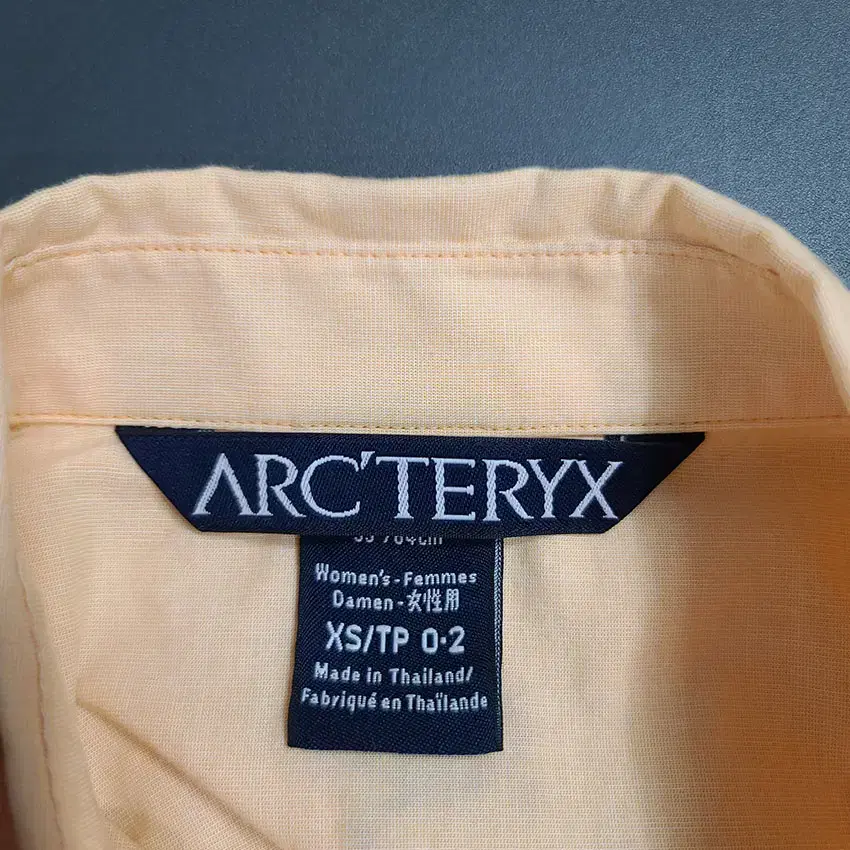 ARC'TERYX
Women's-Femmes
Damen-女性用
XS/TP 0·2
Made in Thailand/
Fabriqué en Thaïlande